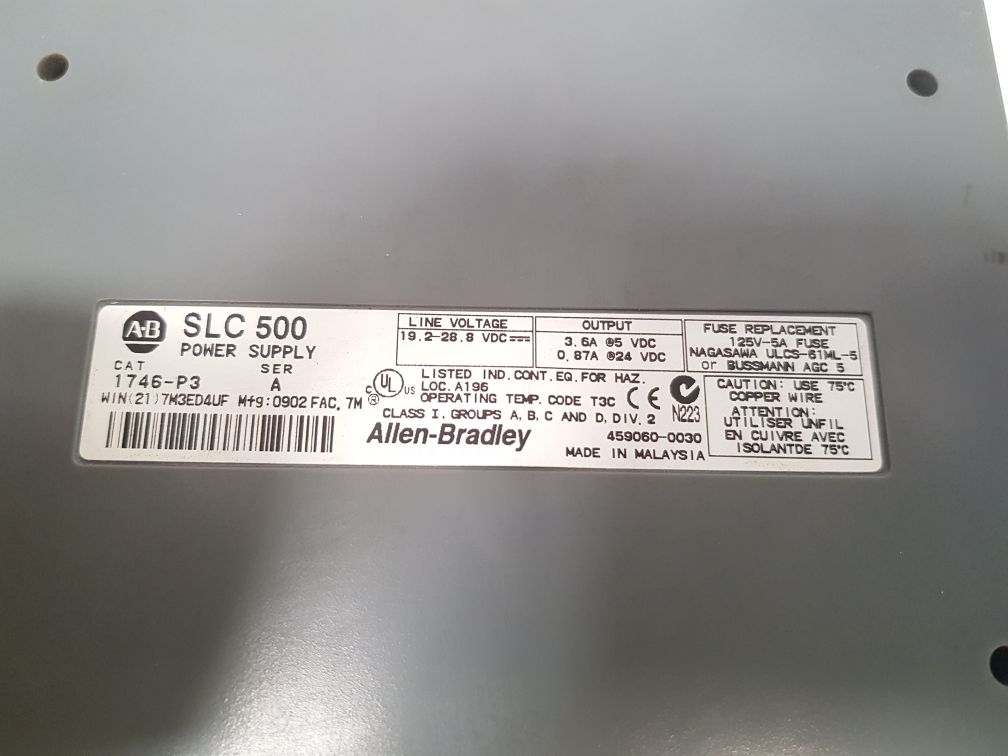 A-B SLC 500
POWER SUPPLY
CAT SER
1746-P3 A
WIN(21)7M3ED4UF Mfg:0902 FAC. 7M
LINE VOLTAGE
19.2-28.8 VDC
OUTPUT
3.6A @5 VDC
0.87A @24 VDC
FUSE REPLACEMENT
125V-5A FUSE
NAGASAWA ULCS-61ML-5
or BUSSMANN AGC 5
C UL US
R
LISTED IND.CONT.EQ.FOR HAZ.
LOC. A196
OPERATING TEMP. CODE T3C
CLASS I, GROUPS A, B, C AND D, DIV. 2
CE
N223
Allen-Bradley
459060-0030
MADE IN MALAYSIA
CAUTION: USE 75°C
COPPER WIRE
ATTENTION:
UTILISER UNFIL
EN CUIVRE AVEC
ISOLANTDE 75°C